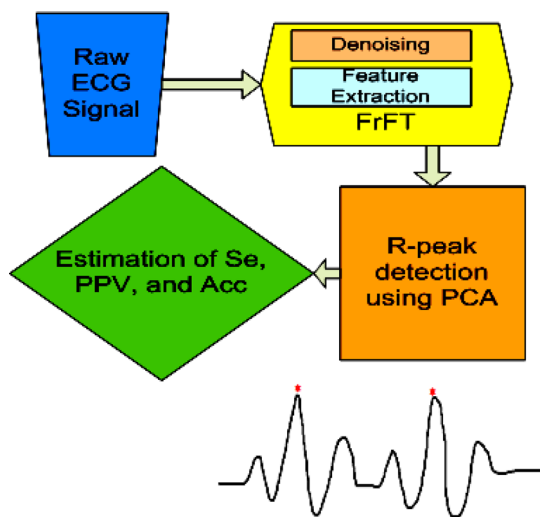 Raw
ECG
Signal
Denoising
Feature
Extraction
FrFT
R-peak
detection
using PCA
Estimation of Se,
PPV, and Acc